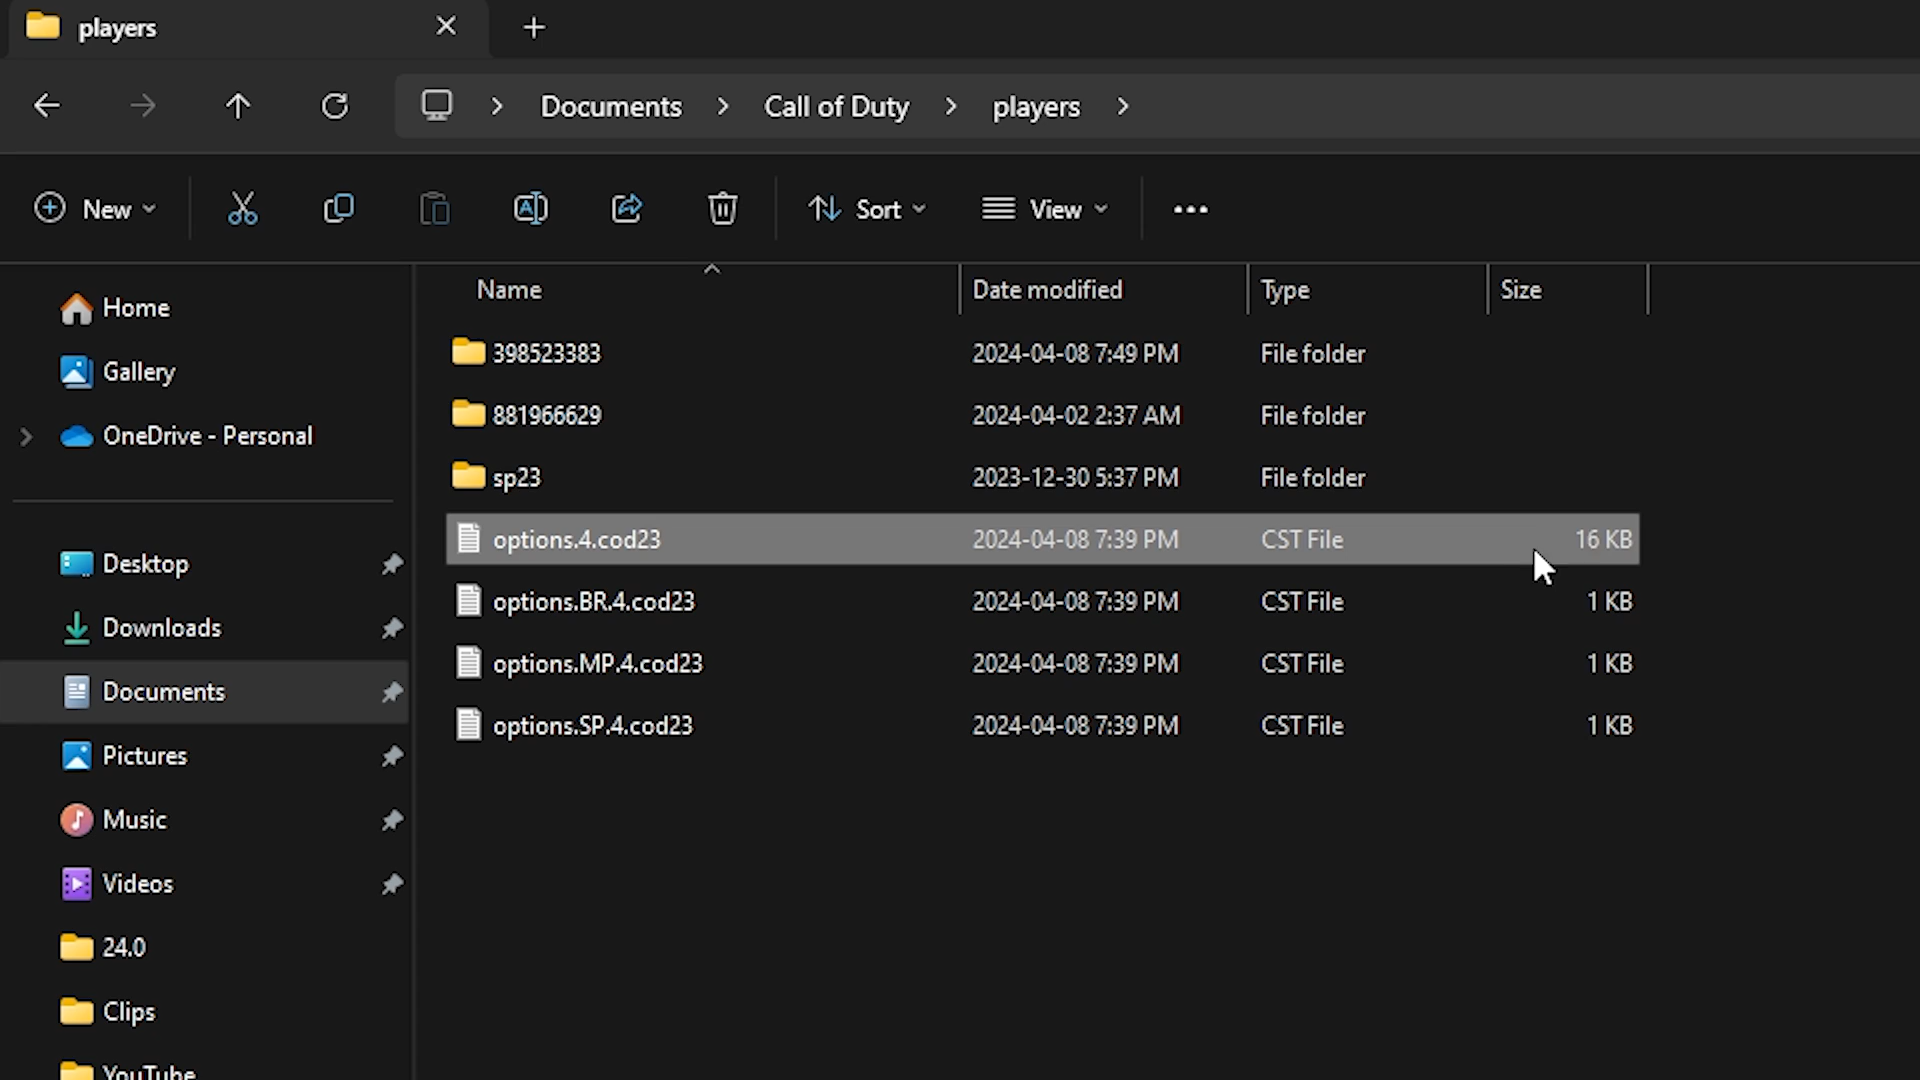 players
Documents
Call of Duty
players
New
Sort
View
Name
Date modified
Type
Size
Home
Gallery
OneDrive - Personal
Desktop
Downloads
Documents
Pictures
Music
Videos
24.0
Clips
YouTube
398523383 2024-04-08 7:49 PM File folder
881966629 2024-04-02 2:37 AM File folder
sp23 2023-12-30 5:37 PM File folder
options.4.cod23 2024-04-08 7:39 PM CST File 16 KB
options.BR.4.cod23 2024-04-08 7:39 PM CST File 1 KB
options.MP.4.cod23 2024-04-08 7:39 PM CST File 1 KB
options.SP.4.cod23 2024-04-08 7:39 PM CST File 1 KB